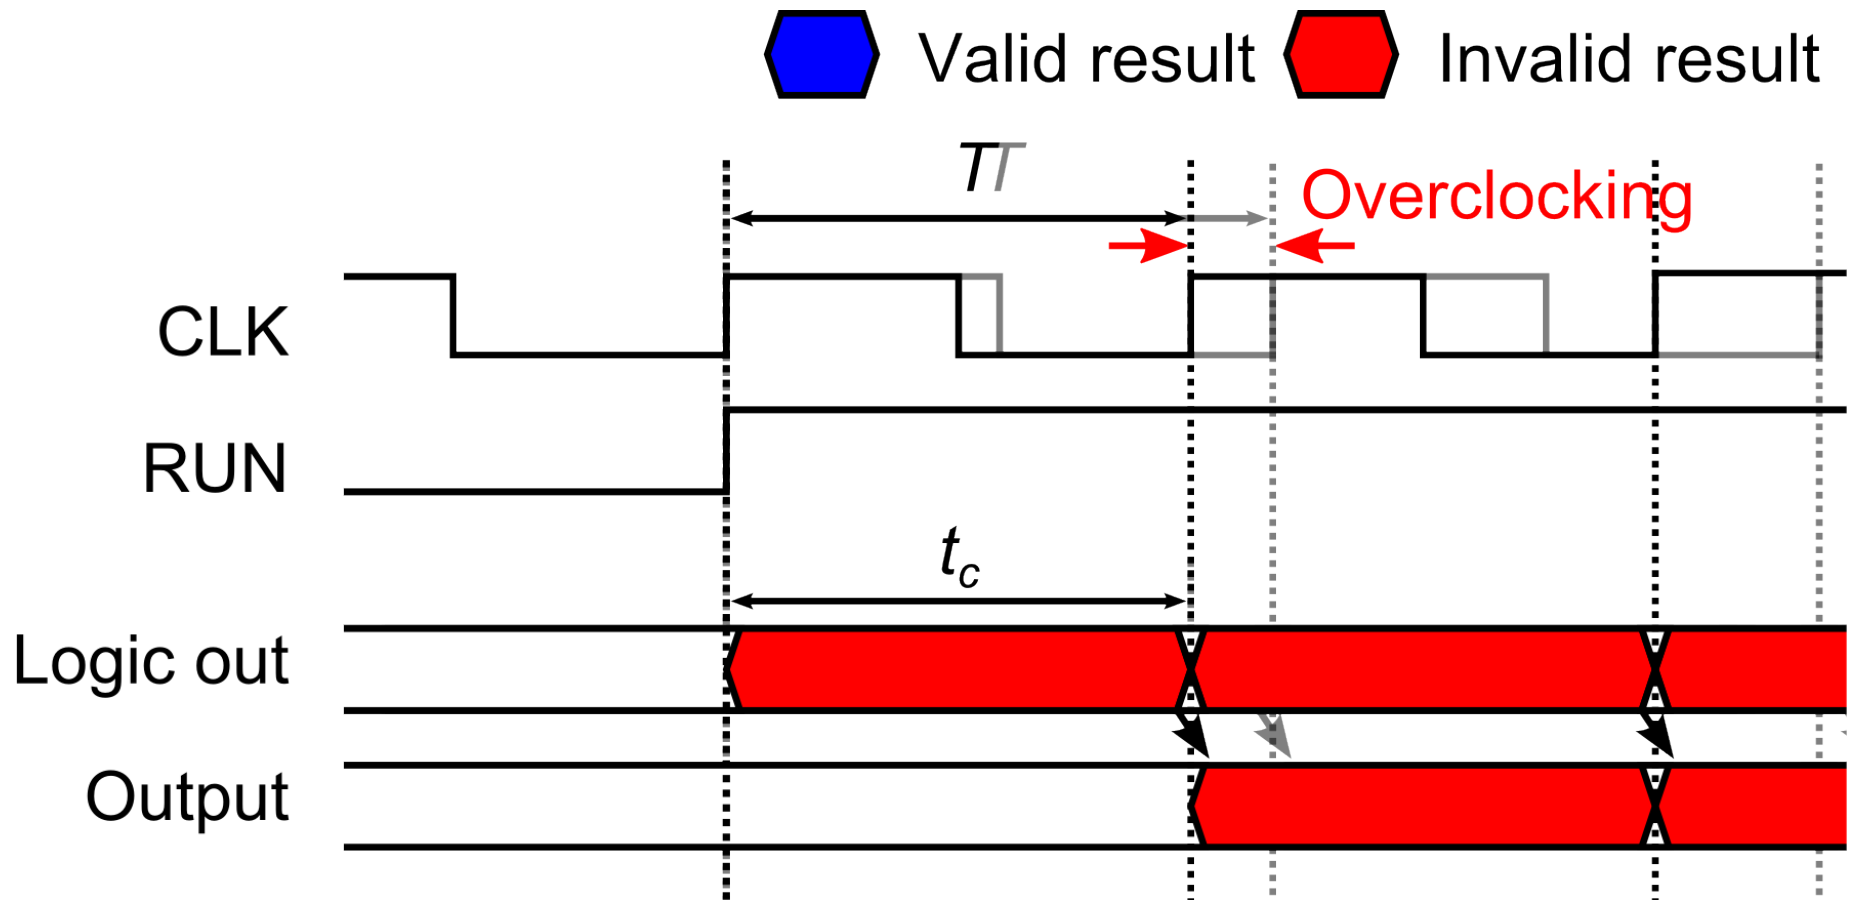 Valid result
Invalid result
TT
Overclocking
CLK
RUN
tc
Logic out
Output